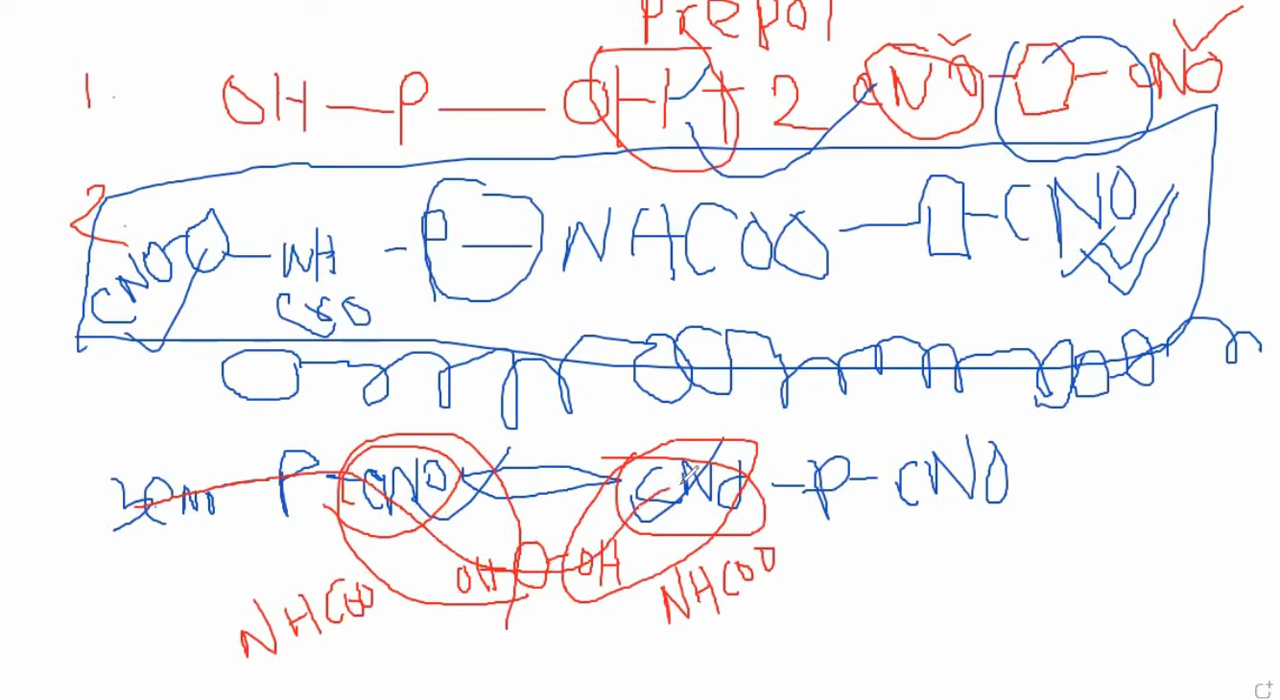 Prepol
1 OH — P — OH + 2 CNO — — CNO
2
CNO — NH — P — NHCOO — — CNO
COO
P — CNO CNO — P — CNO
OH — OH
NHCOO NHCOO